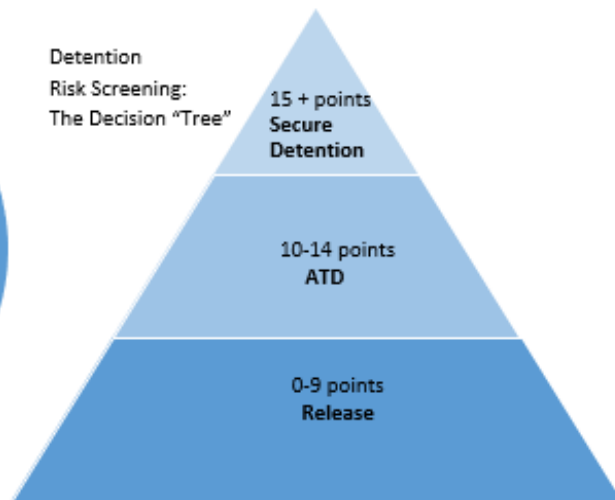 Detention
Risk Screening:
The Decision “Tree”
15 + points
Secure
Detention
10-14 points
ATD
0-9 points
Release